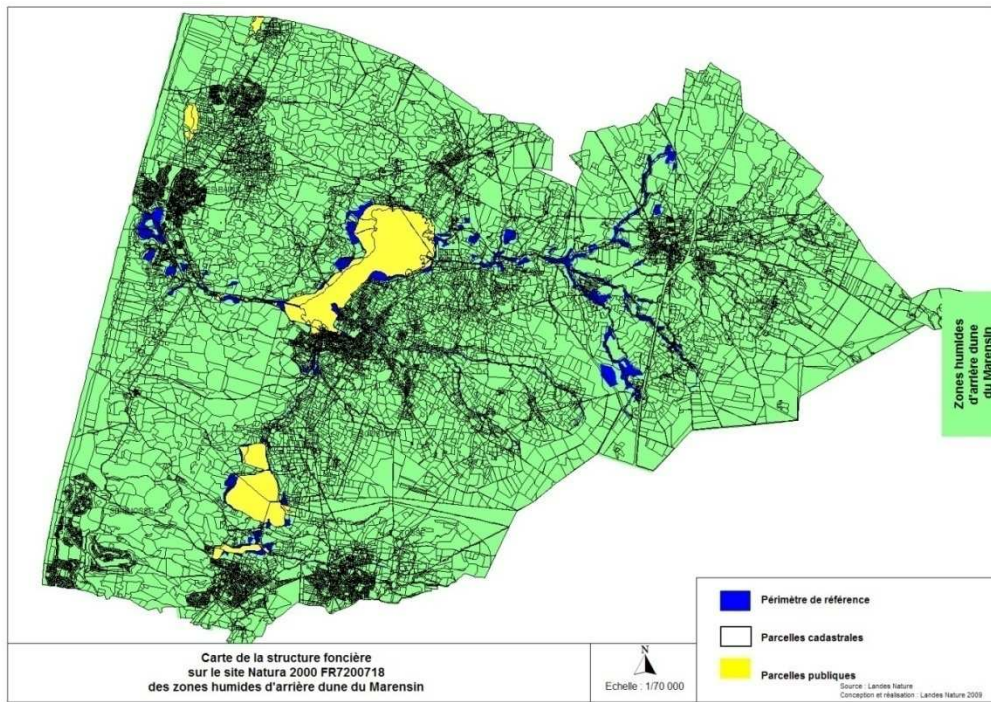 Zones humides
d'arrière dune
du Marensin
Carte de la structure foncière
sur le site Natura 2000 FR7200718
des zones humides d'arrière dune du Marensin
N
Echelle : 1/70 000
Périmètre de référence
Parcelles cadastrales
Parcelles publiques
Source : Landes Nature
Conception et réalisation : Landes Nature 2009